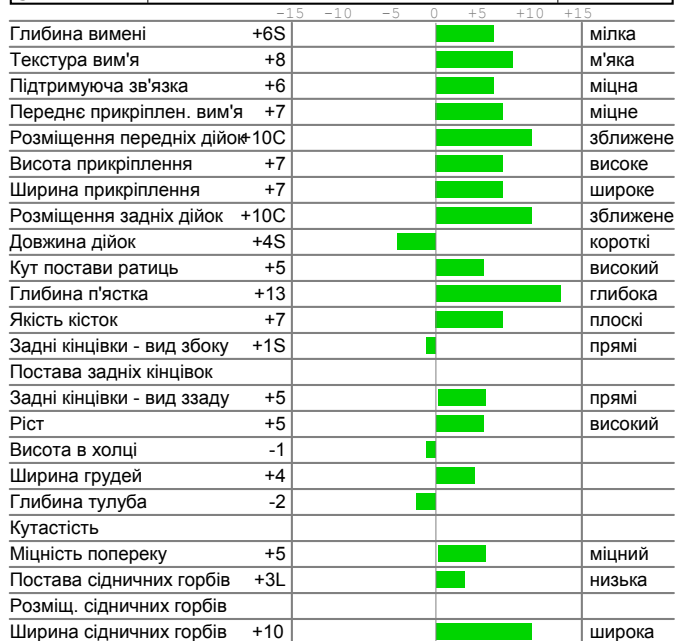 -15 -10 -5 0 +5 +10 +15
Глибина вимені +6S мілка
Текстура вим'я +8 м'яка
Підтримуюча зв'язка +6 міцна
Переднє прикріплен. вим'я +7 міцне
Розміщення передніх дійок+10C зближене
Висота прикріплення +7 високе
Ширина прикріплення +7 широке
Розміщення задніх дійок +10C зближене
Довжина дійок +4S короткі
Кут постави ратиць +5 високий
Глибина п'ястка +13 глибока
Якість кісток +7 плоскі
Задні кінцівки - вид збоку +1S прямі
Постава задніх кінцівок
Задні кінцівки - вид ззаду +5 прямі
Ріст +5 високий
Висота в холці -1
Ширина грудей +4
Глибина тулуба -2
Кутастість
Міцність попереку +5 міцний
Постава сідничних горбів +3L низька
Розміщ. сідничних горбів
Ширина сідничних горбів +10 широка